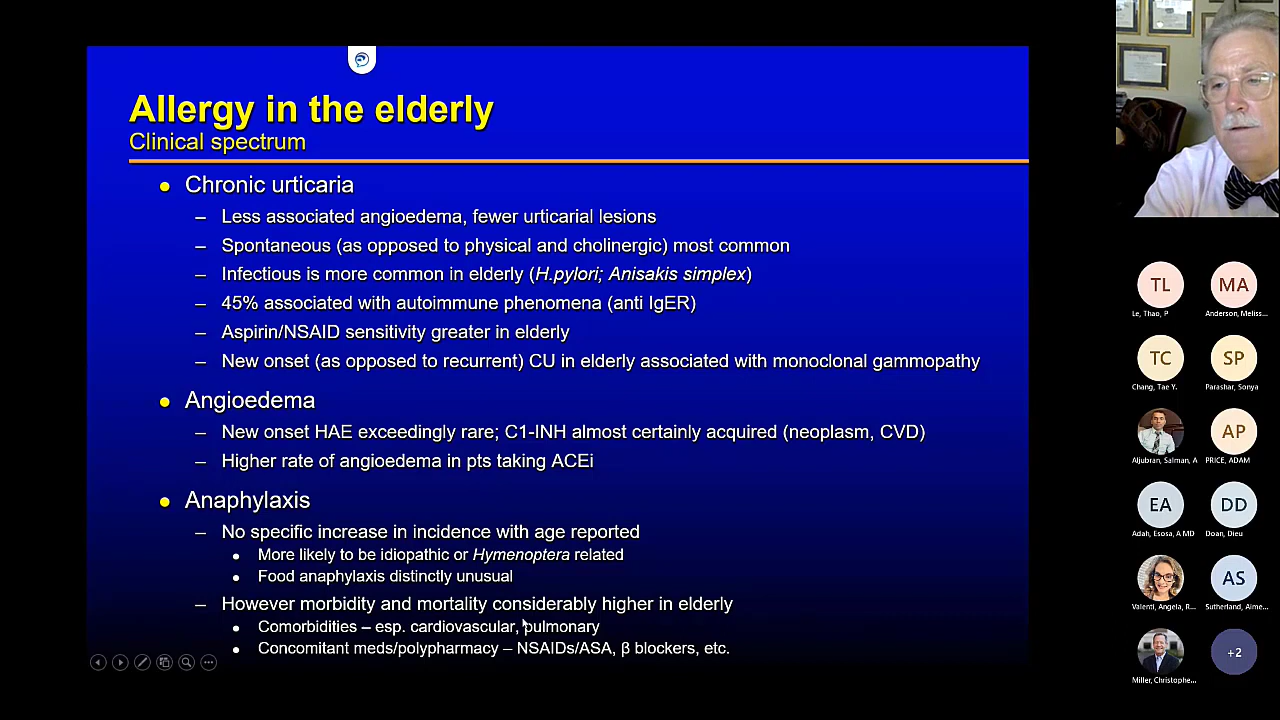 Allergy in the elderly
Clinical spectrum
Chronic urticaria
– Less associated angioedema, fewer urticarial lesions
– Spontaneous (as opposed to physical and cholinergic) most common
– Infectious is more common in elderly (H.pylori; Anisakis simplex)
– 45% associated with autoimmune phenomena (anti IgER)
– Aspirin/NSAID sensitivity greater in elderly
– New onset (as opposed to recurrent) CU in elderly associated with monoclonal gammopathy
Angioedema
– New onset HAE exceedingly rare; C1-INH almost certainly acquired (neoplasm, CVD)
– Higher rate of angioedema in pts taking ACEi
Anaphylaxis
– No specific increase in incidence with age reported
More likely to be idiopathic or Hymenoptera related
Food anaphylaxis distinctly unusual
– However morbidity and mortality considerably higher in elderly
Comorbidities – esp. cardiovascular, pulmonary
Concomitant meds/polypharmacy – NSAIDs/ASA, β blockers, etc.
TL
MA
Le, Thao, P
Anderson, Meliss...
TC
SP
Chang, Tae Y.
Parashar, Sonya
AP
Aljubran, Salman, A
PRICE, ADAM
EA
DD
Adah, Esosa, A MD
Doan, Dieu
AS
Valenti, Angela, R...
Sutherland, Aime...
+2
Miller, Christophe...